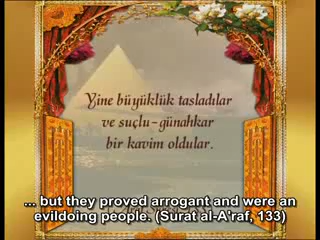 Yine büyüklük tasladılar
ve suçlu-günahkar
bir kavim oldular.
... but they proved arrogant and were an
evildoing people. (Surat al-A'raf, 133)